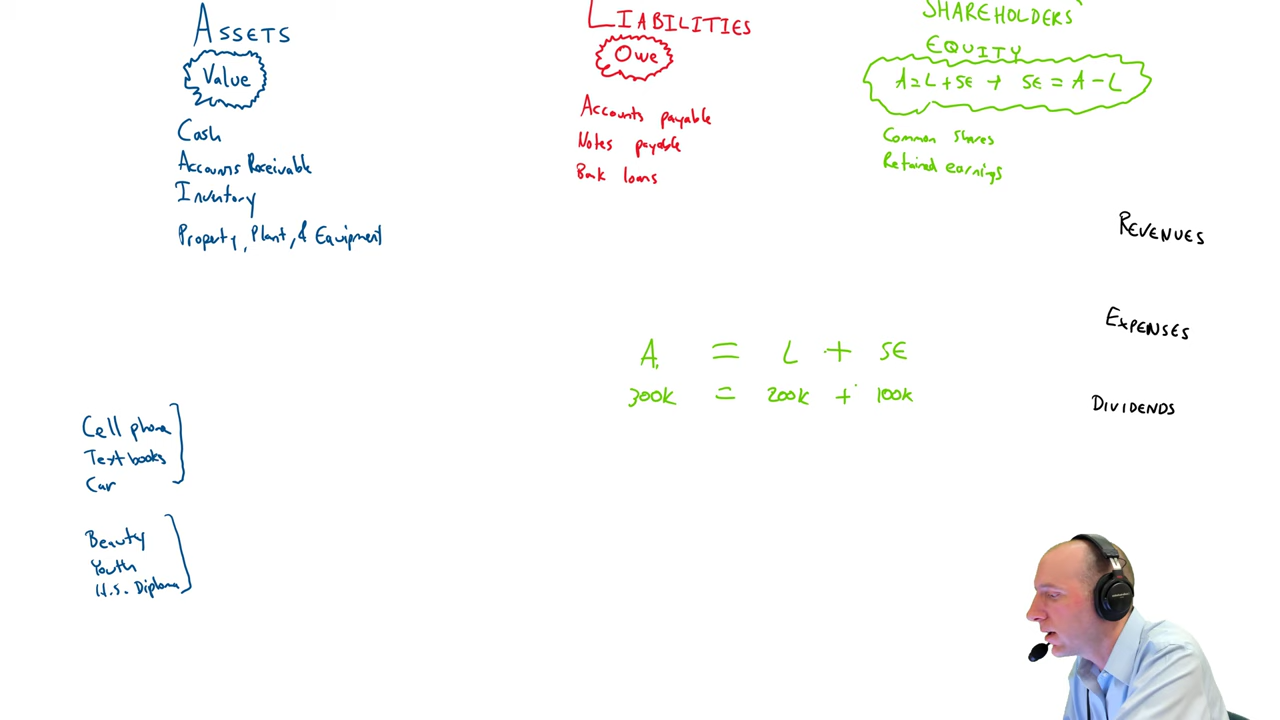 ASSETS
Value
Cash
Accounts Receivable
Inventory
Property, Plant, & Equipment
LIABILITIES
Owe
Accounts payable
Notes payable
Bank loans
SHAREHOLDERS'
EQUITY
A = L + SE → SE = A - L
Common shares
Retained earnings
REVENUES
EXPENSES
DIVIDENDS
A = L + SE
300k = 200k + 100k
Cell phone
Textbooks
Car
Beauty
Youth
H.S. Diploma